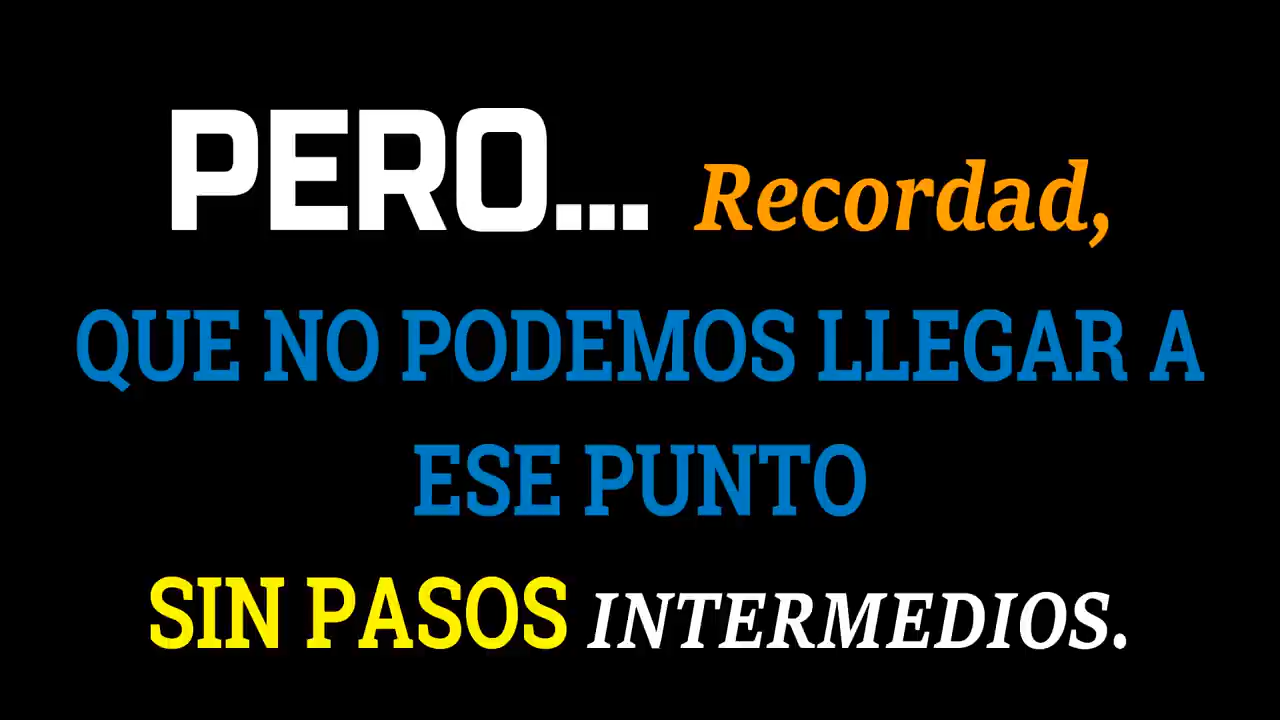 PERO... Recordad,
QUE NO PODEMOS LLEGAR A
ESE PUNTO
SIN PASOS INTERMEDIOS.